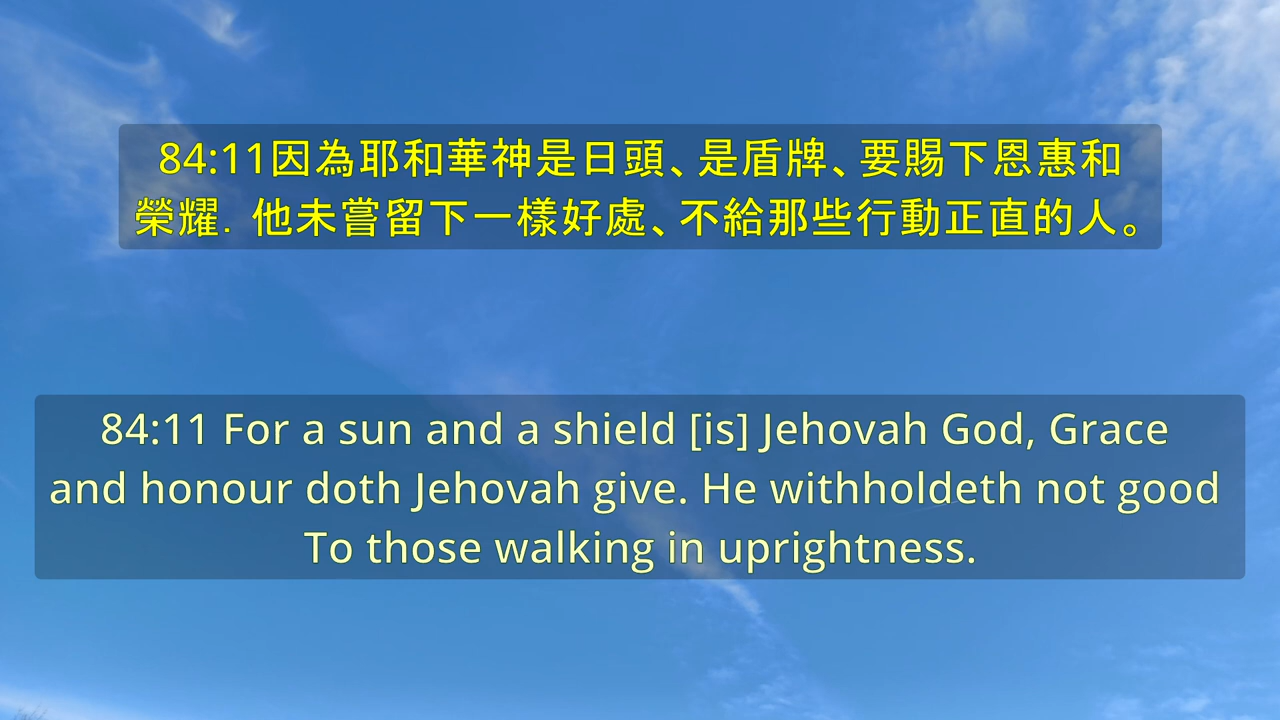 84:11因為耶和華神是日頭、是盾牌、要賜下恩惠和
榮耀．他未嘗留下一樣好處、不給那些行動正直的人。
84:11 For a sun and a shield [is] Jehovah God, Grace
and honour doth Jehovah give. He withholdeth not good
To those walking in uprightness.